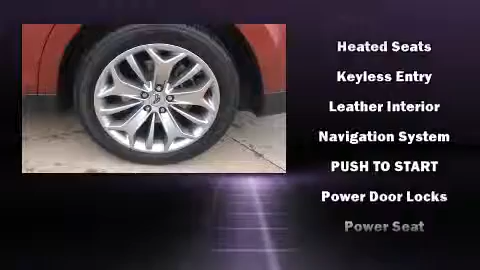 Heated Seats
Keyless Entry
Leather Interior
Navigation System
PUSH TO START
Power Door Locks
Power Seat